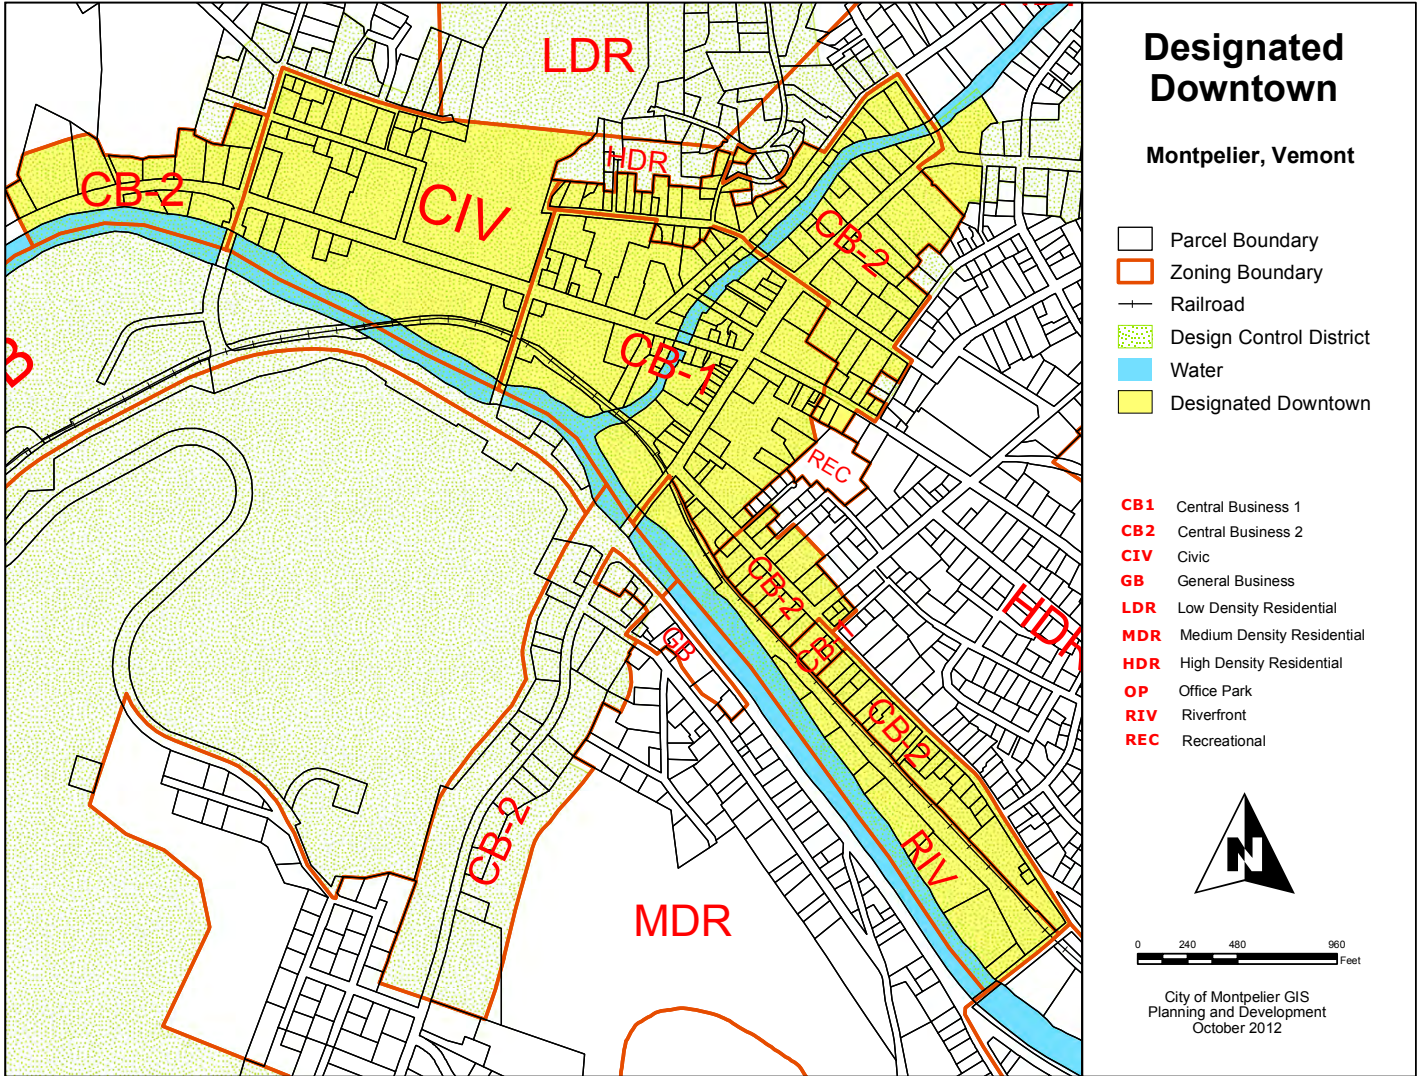 Designated
Downtown
Montpelier, Vemont
Parcel Boundary
Zoning Boundary
Railroad
Design Control District
Water
Designated Downtown
CB1 Central Business 1
CB2 Central Business 2
CIV Civic
GB General Business
LDR Low Density Residential
MDR Medium Density Residential
HDR High Density Residential
OP Office Park
RIV Riverfront
REC Recreational
N
0 240 480 960
Feet
City of Montpelier GIS
Planning and Development
October 2012
LDR
HDR
CB-2
CIV
CB-2
CB-1
B
REC
CB-2
HDR
GB
CB-1
CB-2
CB-2
RIV
MDR